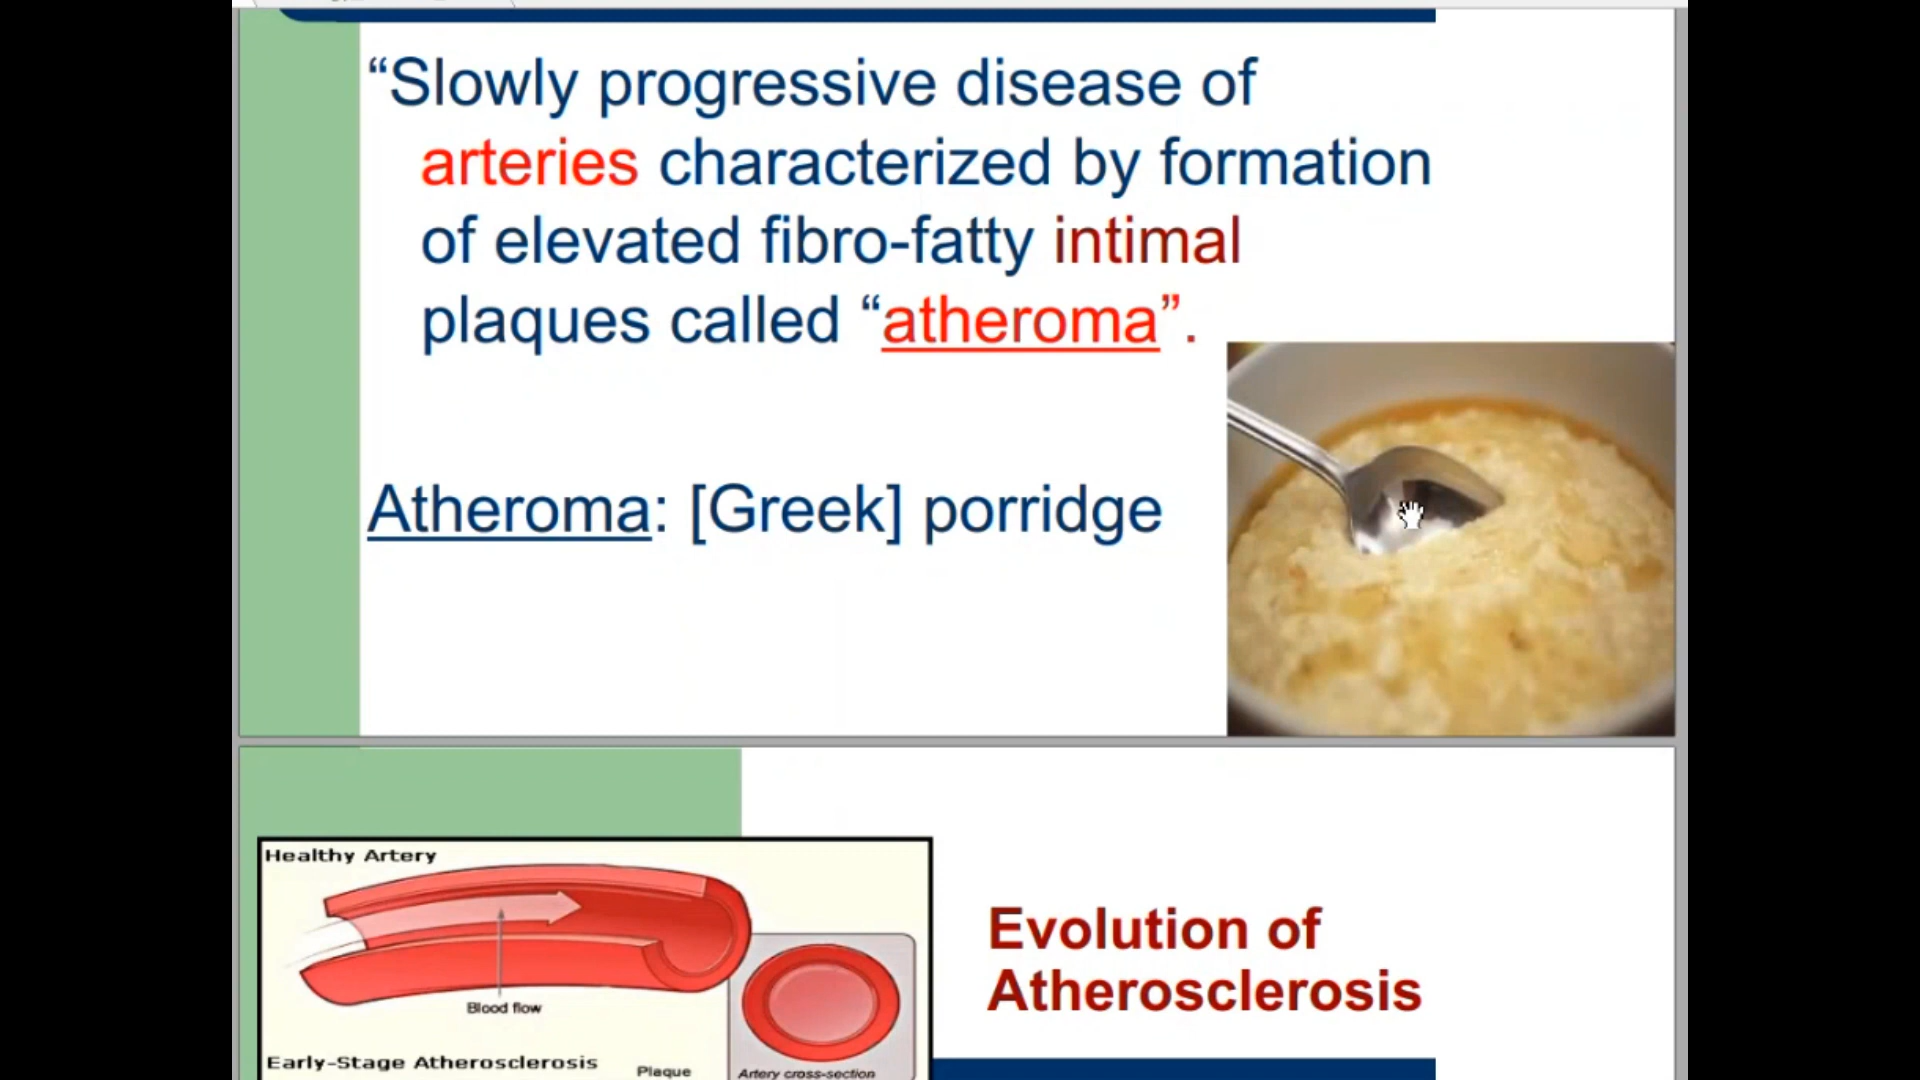 “Slowly progressive disease of
arteries characterized by formation
of elevated fibro-fatty intimal
plaques called “atheroma”.
Atheroma: [Greek] porridge
Healthy Artery
Blood flow
Evolution of
Atherosclerosis
Early-Stage Atherosclerosis
Plaque
Artery cross-section